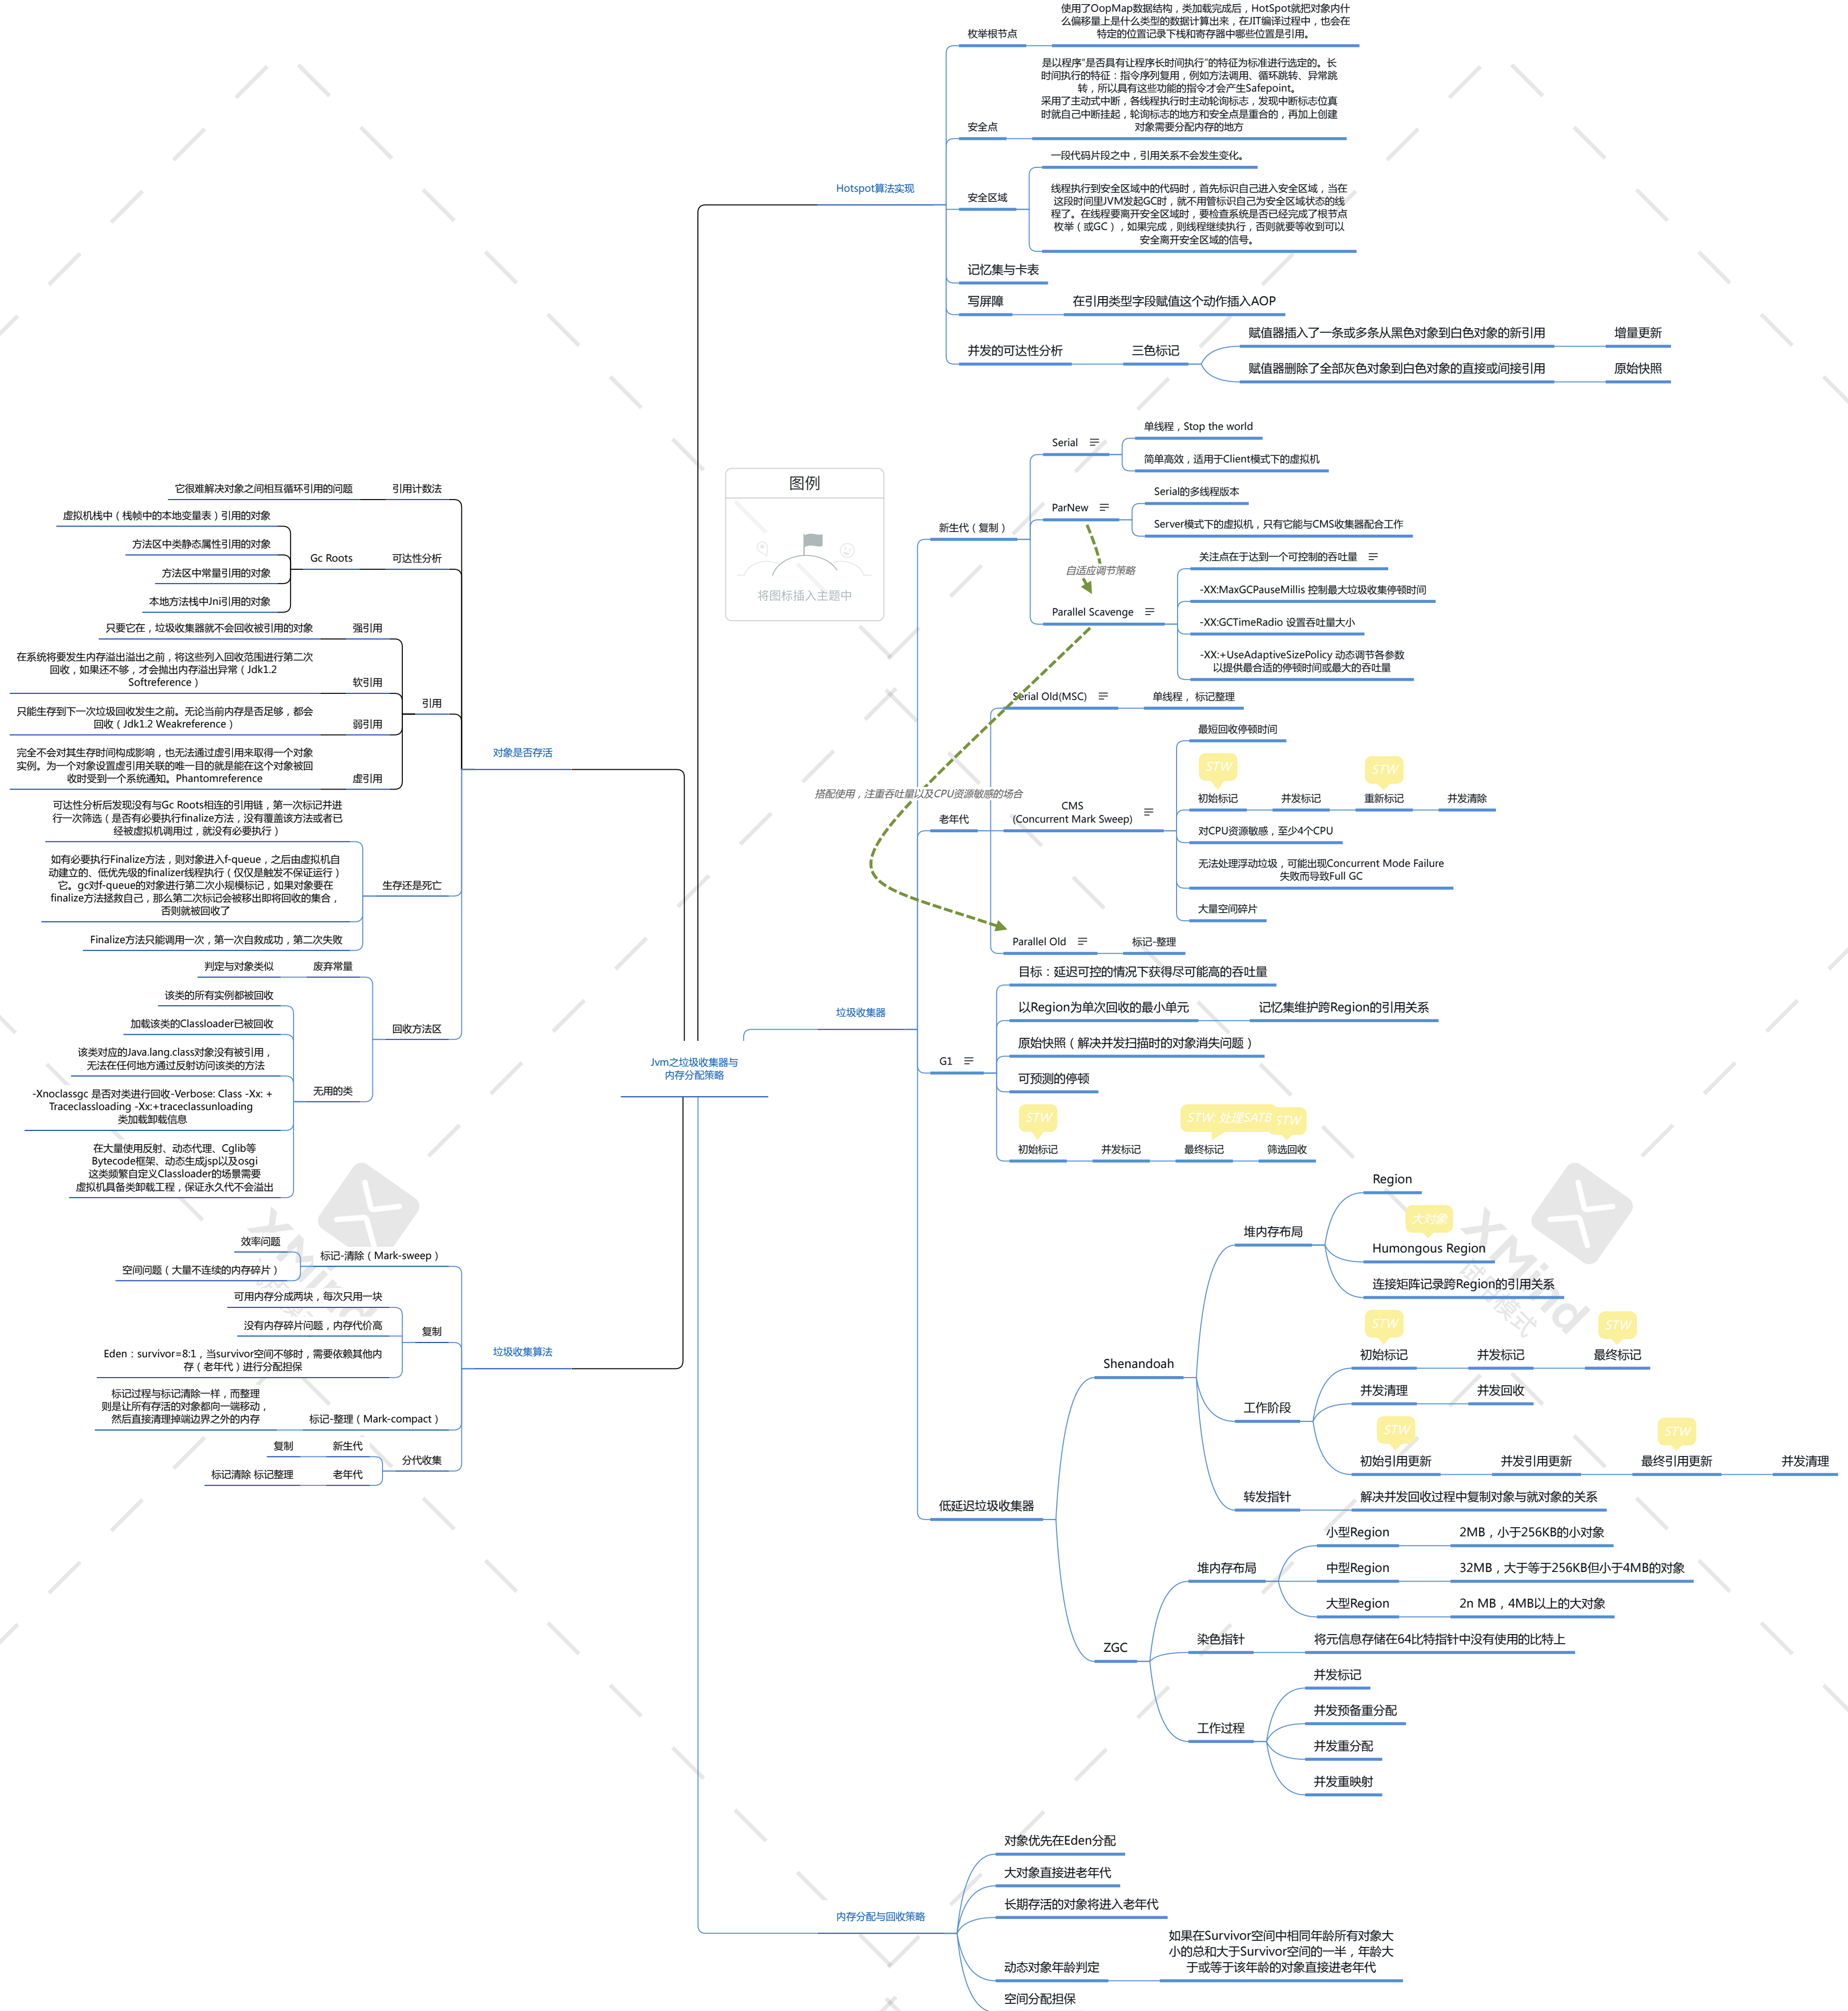 使用了OopMap数据结构，类加载完成后，HotSpot就把对象内什
么偏移量上是什么类型的数据计算出来，在JIT编译过程中，也会在
特定的位置记录下栈和寄存器中哪些位置是引用。
枚举根节点
是以程序“是否具有让程序长时间执行”的特征为标准进行选定的。长
时间执行的特征：指令序列复用，例如方法调用、循环跳转、异常跳
转，所以具有这些功能的指令才会产生Safepoint。
采用了主动式中断，各线程执行时主动轮询标志，发现中断标志位真
时就自己中断挂起，轮询标志的地方和安全点是重合的，再加上创建
对象需要分配内存的地方
安全点
一段代码片段之中，引用关系不会发生变化。
安全区域
线程执行到安全区域中的代码时，首先标识自己进入安全区域，当在
这段时间里JVM发起GC时，就不用管标识自己为安全区域状态的线
程了。在线程要离开安全区域时，要检查系统是否已经完成了根节点
枚举（或GC），如果完成，则线程继续执行，否则就要等收到可以
安全离开安全区域的信号。
Hotspot算法实现
记忆集与卡表
写屏障
在引用类型字段赋值这个动作插入AOP
并发的可达性分析
三色标记
赋值器插入了一条或多条从黑色对象到白色对象的新引用
增量更新
赋值器删除了全部灰色对象到白色对象的直接或间接引用
原始快照
图例
将图标插入主题中
Serial
单线程，Stop the world
简单高效，适用于Client模式下的虚拟机
新生代（复制）
ParNew
Serial的多线程版本
Server模式下的虚拟机，只有它能与CMS收集器配合工作
自适应调节策略
Parallel Scavenge
关注点在于达到一个可控制的吞吐量
-XX:MaxGCPauseMillis 控制最大垃圾收集停顿时间
-XX:GCTimeRadio 设置吞吐量大小
-XX:+UseAdaptiveSizePolicy 动态调节各参数
以提供最合适的停顿时间或最大的吞吐量
Serial Old(MSC)
单线程， 标记整理
最短回收停顿时间
STW
STW
初始标记
并发标记
重新标记
并发清除
搭配使用，注重吞吐量以及CPU资源敏感的场合
老年代
CMS
(Concurrent Mark Sweep)
对CPU资源敏感，至少4个CPU
无法处理浮动垃圾，可能出现Concurrent Mode Failure
失败而导致Full GC
大量空间碎片
Parallel Old
标记-整理
垃圾收集器
目标：延迟可控的情况下获得尽可能高的吞吐量
以Region为单次回收的最小单元
记忆集维护跨Region的引用关系
原始快照（解决并发扫描时的对象消失问题）
G1
可预测的停顿
STW
STW: 处理SATB
STW
初始标记
并发标记
最终标记
筛选回收
Jvm之垃圾收集器与
内存分配策略
它很难解决对象之间相互循环引用的问题
引用计数法
虚拟机栈中（栈帧中的本地变量表）引用的对象
方法区中类静态属性引用的对象
Gc Roots
可达性分析
方法区中常量引用的对象
本地方法栈中Jni引用的对象
只要它在，垃圾收集器就不会回收被引用的对象
强引用
在系统将要发生内存溢出溢出之前，将这些列入回收范围进行第二次
回收，如果还不够，才会抛出内存溢出异常（Jdk1.2
Softreference）
软引用
引用
只能生存到下一次垃圾回收发生之前。无论当前内存是否足够，都会
回收（Jdk1.2 Weakreference）
弱引用
对象是否存活
完全不会对其生存时间构成影响，也无法通过虚引用来取得一个对象
实例。为一个对象设置虚引用关联的唯一目的就是能在这个对象被回
收时受到一个系统通知。Phantomreference
虚引用
可达性分析后发现没有与Gc Roots相连的引用链，第一次标记并进
行一次筛选（是否有必要执行finalize方法，没有覆盖该方法或者已
经被虚拟机调用过，就没有必要执行）
如有必要执行Finalize方法，则对象进入f-queue，之后由虚拟机自
动建立的、低优先级的finalizer线程执行（仅仅是触发不保证运行）
它。gc对f-queue的对象进行第二次小规模标记，如果对象要在
finalize方法拯救自己，那么第二次标记会被移出即将回收的集合，
否则就被回收了
生存还是死亡
Finalize方法只能调用一次，第一次自救成功，第二次失败
判定与对象类似
废弃常量
该类的所有实例都被回收
加载该类的Classloader已被回收
回收方法区
该类对应的Java.lang.class对象没有被引用，
无法在任何地方通过反射访问该类的方法
无用的类
-Xnoclassgc 是否对类进行回收-Verbose: Class -Xx: +
Traceclassloading -Xx:+traceclassunloading
类加载卸载信息
在大量使用反射、动态代理、Cglib等
Bytecode框架、动态生成jsp以及osgi
这类频繁自定义Classloader的场景需要
虚拟机具备类卸载工程，保证永久代不会溢出
效率问题
标记-清除（Mark-sweep）
空间问题（大量不连续的内存碎片）
可用内存分成两块，每次只用一块
没有内存碎片问题，内存代价高
复制
Eden：survivor=8:1，当survivor空间不够时，需要依赖其他内
存（老年代）进行分配担保
垃圾收集算法
标记过程与标记清除一样，而整理
则是让所有存活的对象都向一端移动，
然后直接清理掉端边界之外的内存
标记-整理（Mark-compact）
复制
新生代
分代收集
标记清除 标记整理
老年代
Region
堆内存布局
大对象
Humongous Region
连接矩阵记录跨Region的引用关系
Shenandoah
STW
STW
初始标记
并发标记
最终标记
并发清理
并发回收
工作阶段
STW
STW
初始引用更新
并发引用更新
最终引用更新
并发清理
转发指针
解决并发回收过程中复制对象与就对象的关系
低延迟垃圾收集器
小型Region
2MB，小于256KB的小对象
堆内存布局
中型Region
32MB，大于等于256KB但小于4MB的对象
大型Region
2n MB，4MB以上的大对象
ZGC
染色指针
将元信息存储在64比特指针中没有使用的比特上
并发标记
并发预备重分配
工作过程
并发重分配
并发重映射
对象优先在Eden分配
大对象直接进老年代
长期存活的对象将进入老年代
内存分配与回收策略
如果在Survivor空间中相同年龄所有对象大
小的总和大于Survivor空间的一半，年龄大
于或等于该年龄的对象直接进老年代
动态对象年龄判定
空间分配担保
XMind
XMind
试用模式